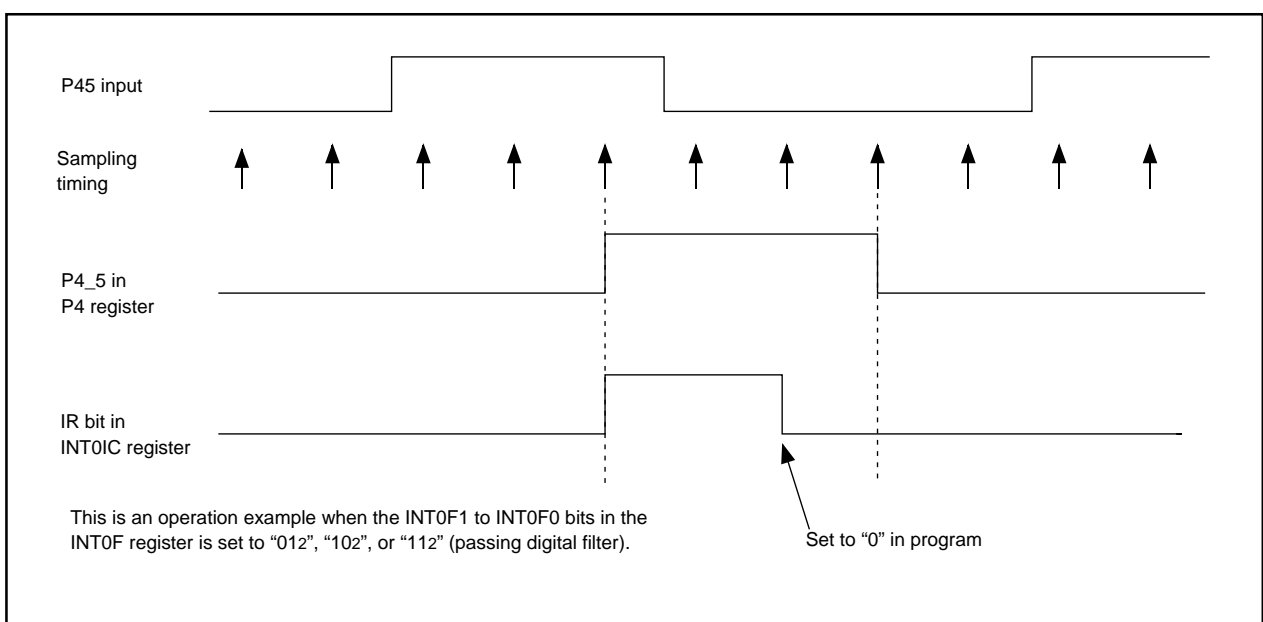 P45 input
Sampling
timing
P4_5 in
P4 register
IR bit in
INT0IC register
This is an operation example when the INT0F1 to INT0F0 bits in the
INT0F register is set to “012”, “102”, or “112” (passing digital filter).
Set to “0” in program